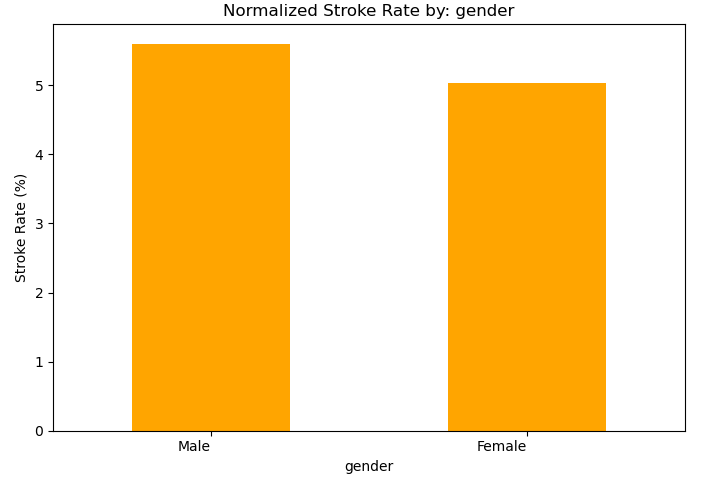 Normalized Stroke Rate by: gender
Stroke Rate (%)
5
4
3
2
1
0
Male Female
gender